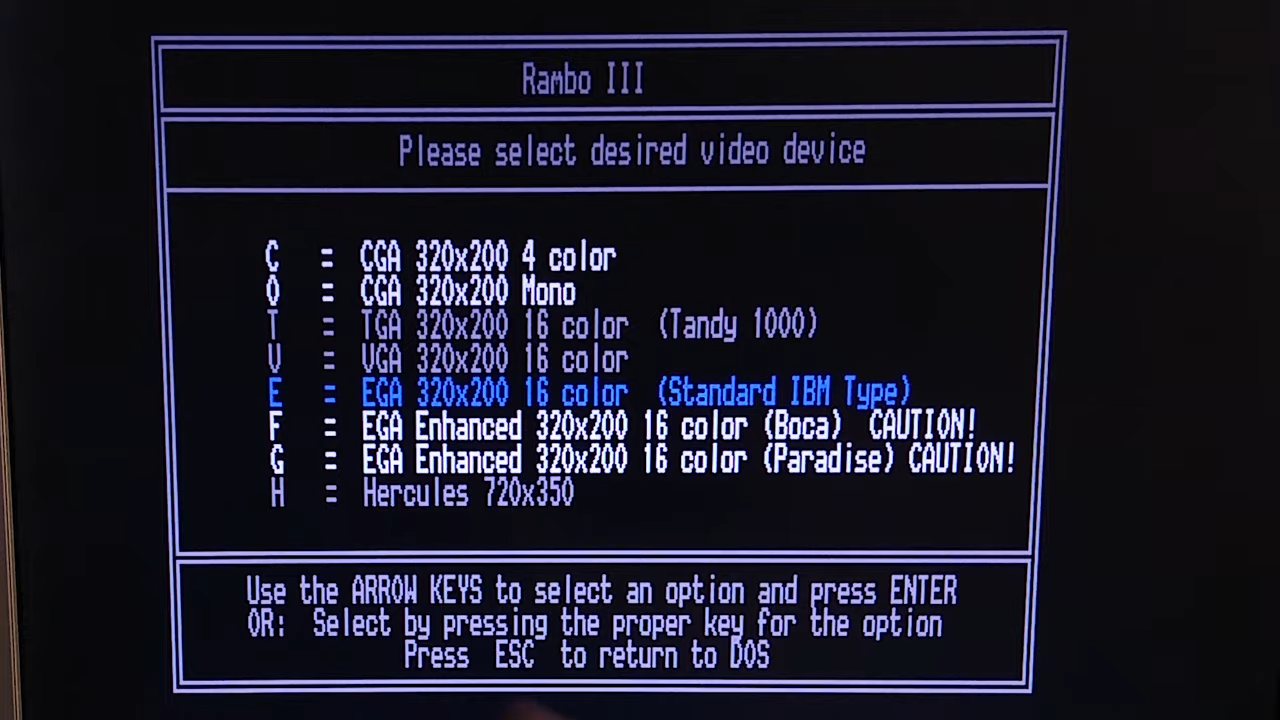 Rambo III
Please select desired video device
C = CGA 320x200 4 color
O = CGA 320x200 Mono
T = TGA 320x200 16 color (Tandy 1000)
V = VGA 320x200 16 color
E = EGA 320x200 16 color (Standard IBM Type)
F = EGA Enhanced 320x200 16 color (Boca) CAUTION!
G = EGA Enhanced 320x200 16 color (Paradise) CAUTION!
H = Hercules 720x350
Use the ARROW KEYS to select an option and press ENTER
OR: Select by pressing the proper key for the option
Press ESC to return to DOS